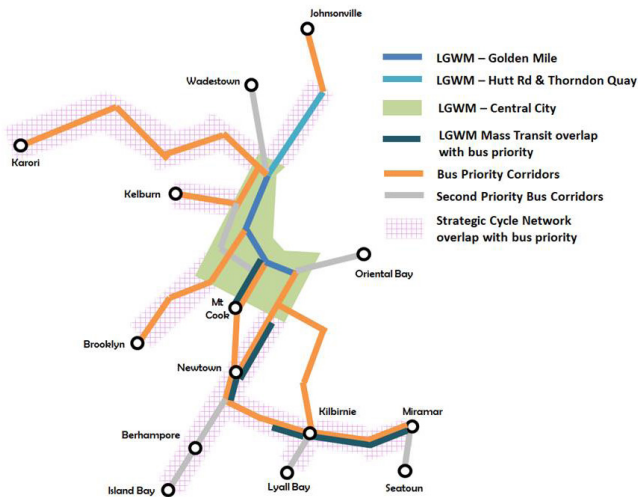 Johnsonville
Wadestown
Karori
Kelburn
Oriental Bay
Mt
Cook
Brooklyn
Newtown
Kilbirnie
Miramar
Berhampore
Lyall Bay
Seatoun
Island Bay
LGWM – Golden Mile
LGWM – Hutt Rd & Thorndon Quay
LGWM – Central City
LGWM Mass Transit overlap
with bus priority
Bus Priority Corridors
Second Priority Bus Corridors
Strategic Cycle Network
overlap with bus priority